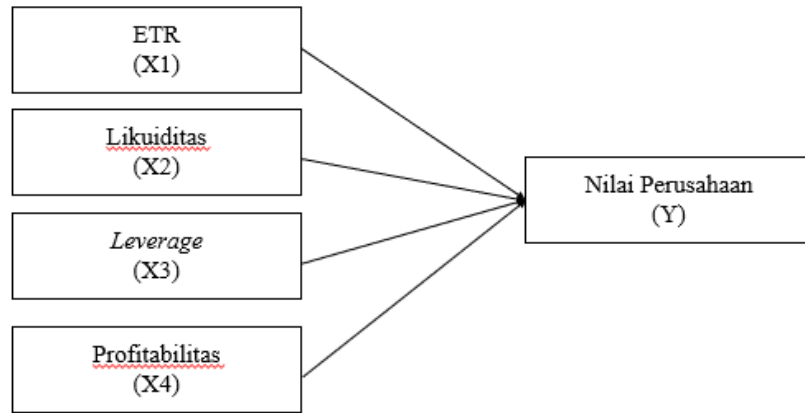 ETR
(X1)
Likuiditas
(X2)
Leverage
(X3)
Profitabilitas
(X4)
Nilai Perusahaan
(Y)